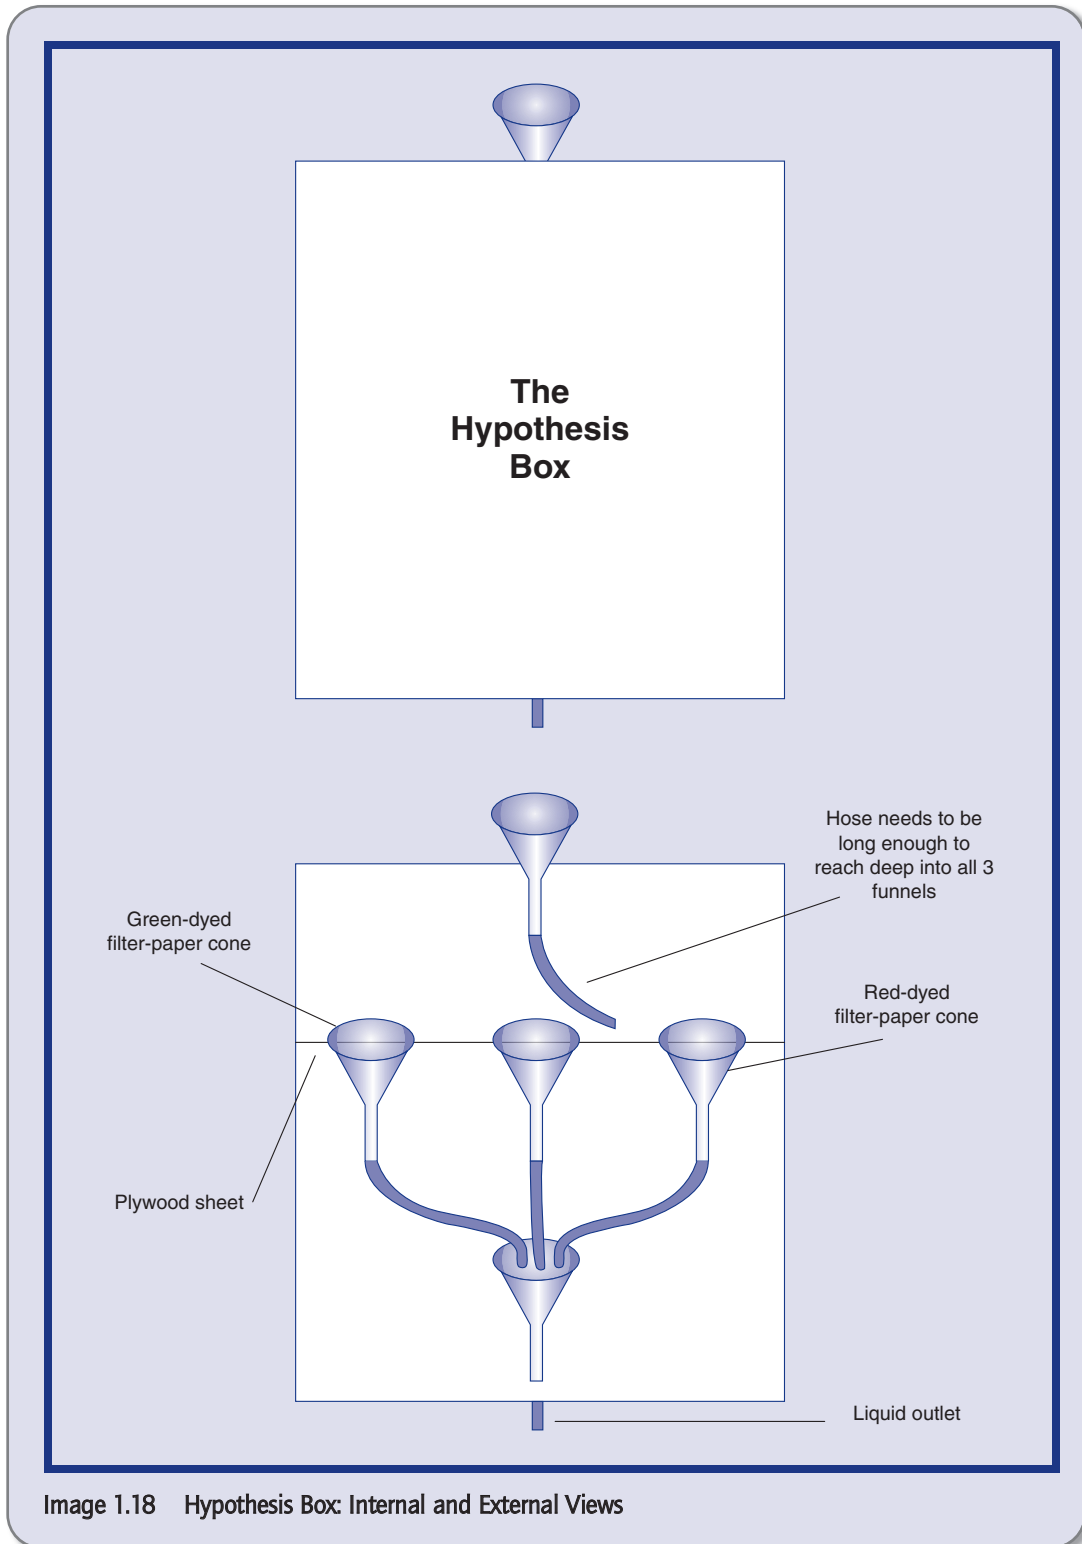 The
Hypothesis
Box
Hose needs to be
long enough to
reach deep into all 3
funnels
Green-dyed
filter-paper cone
Red-dyed
filter-paper cone
Plywood sheet
Liquid outlet
Image 1.18 Hypothesis Box: Internal and External Views